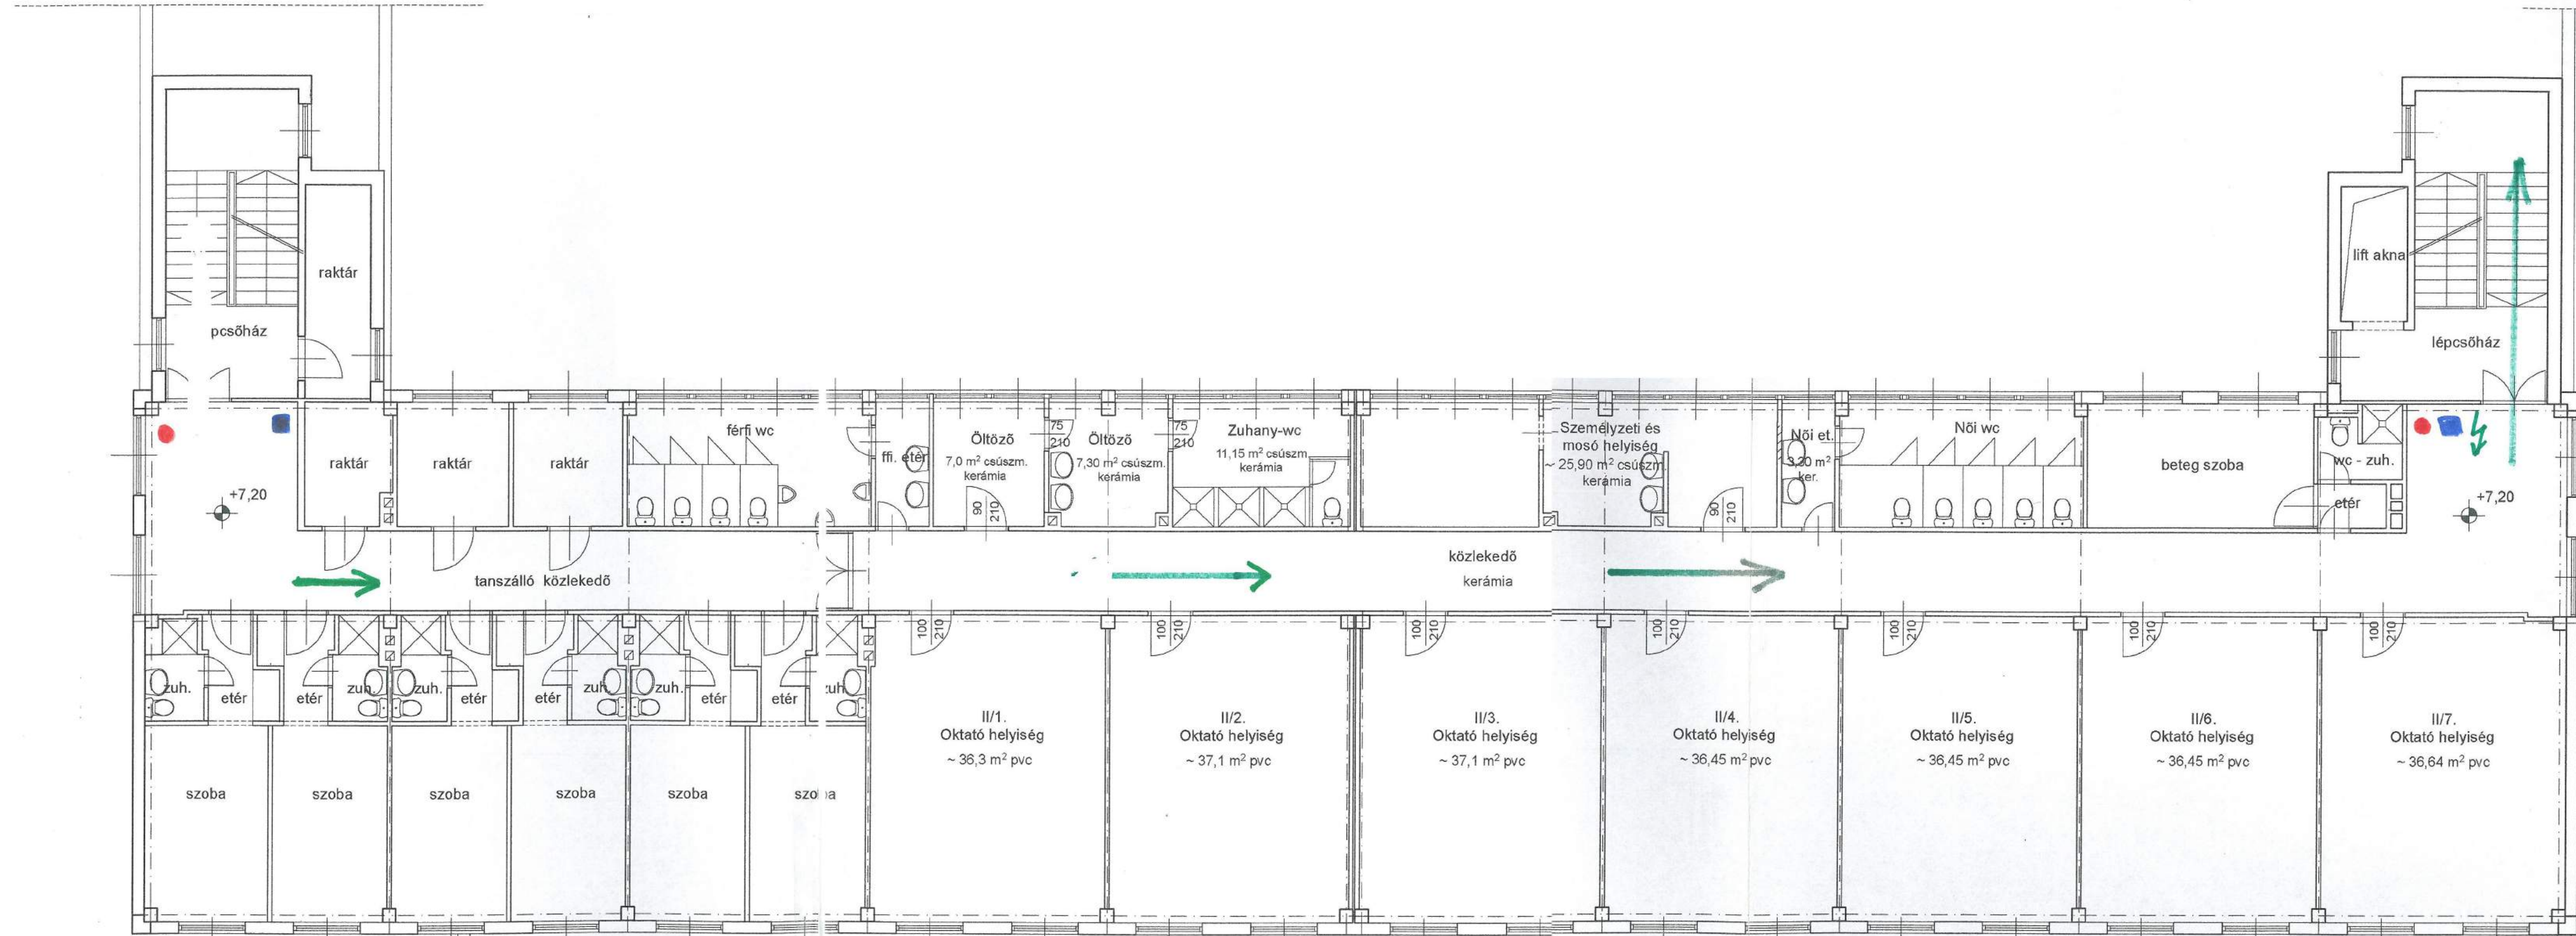 raktár
pcsőház
lift akna
lépcsőház
+7,20
raktár
raktár
raktár
férfi wc
ffi. etér
Öltöző
7,0 m² csúszm.
kerámia
90
210
75
210
Öltöző
7,30 m² csúszm.
kerámia
75
210
Zuhany-wc
11,15 m² csúszm.
kerámia
Személyzeti és
mosó helyiség
~ 25,90 m² csúszm.
kerámia
90
210
Női et.
3,30 m²
ker.
Női wc
beteg szoba
wc - zuh.
etér
+7,20
tanszálló közlekedő
közlekedő
kerámia
100
210
100
210
100
210
100
210
100
210
100
210
100
210
zuh.
etér
etér
zuh.
zuh.
etér
etér
zuh.
zuh.
etér
etér
zuh.
szoba
szoba
szoba
szoba
szoba
szoba
II/1.
Oktató helyiség
~ 36,3 m² pvc
II/2.
Oktató helyiség
~ 37,1 m² pvc
II/3.
Oktató helyiség
~ 37,1 m² pvc
II/4.
Oktató helyiség
~ 36,45 m² pvc
II/5.
Oktató helyiség
~ 36,45 m² pvc
II/6.
Oktató helyiség
~ 36,45 m² pvc
II/7.
Oktató helyiség
~ 36,64 m² pvc